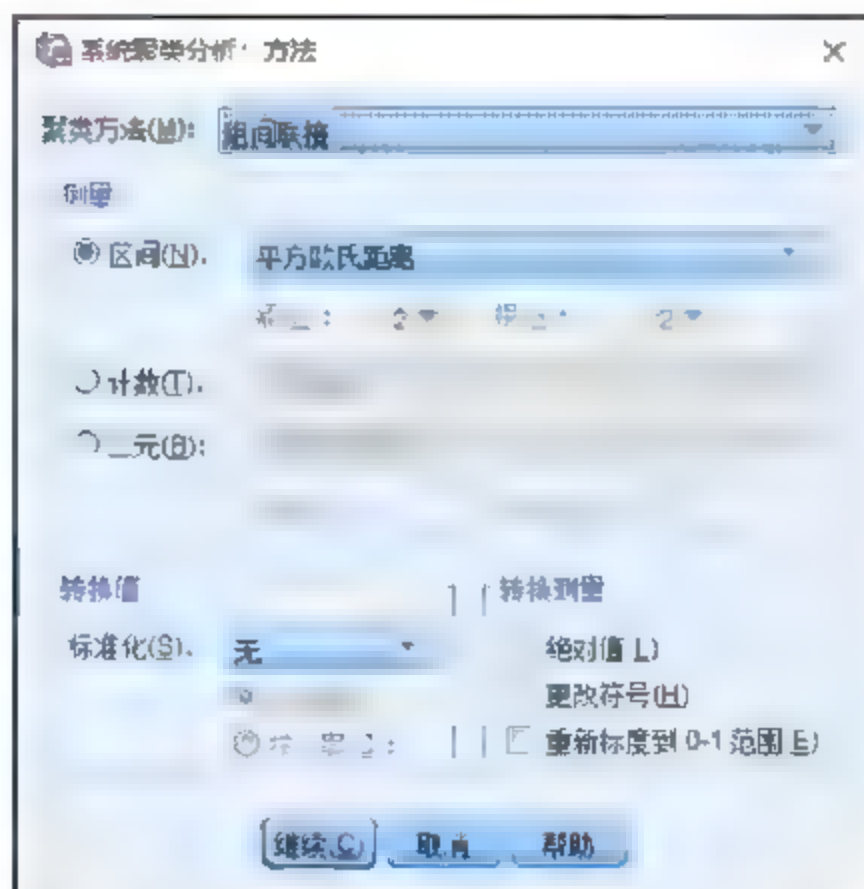 系统聚类分析：方法
聚类方法(M)：组间联接
测量
区间(N)： 平方欧氏距离
2 2
计数(T)：
二元(B)：
转换值 转换测量
标准化(S)： 无 绝对值(L)
更改符号(H)
重新标度到 0-1 范围(E)
继续(C) 取消 帮助